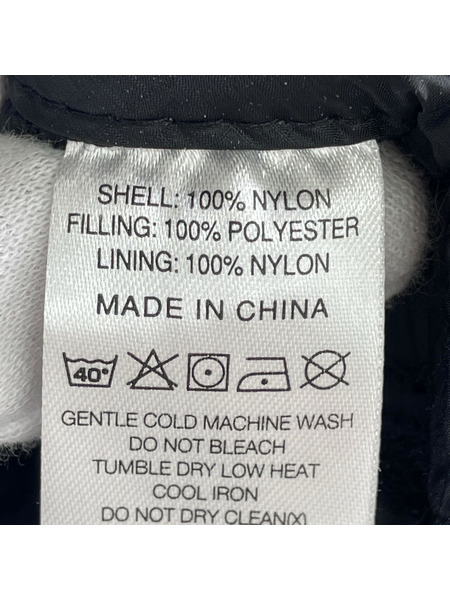 SHELL: 100% NYLON
FILLING: 100% POLYESTER
LINING: 100% NYLON
MADE IN CHINA
40°
GENTLE COLD MACHINE WASH
DO NOT BLEACH
TUMBLE DRY LOW HEAT
COOL IRON
DO NOT DRY CLEAN(X)